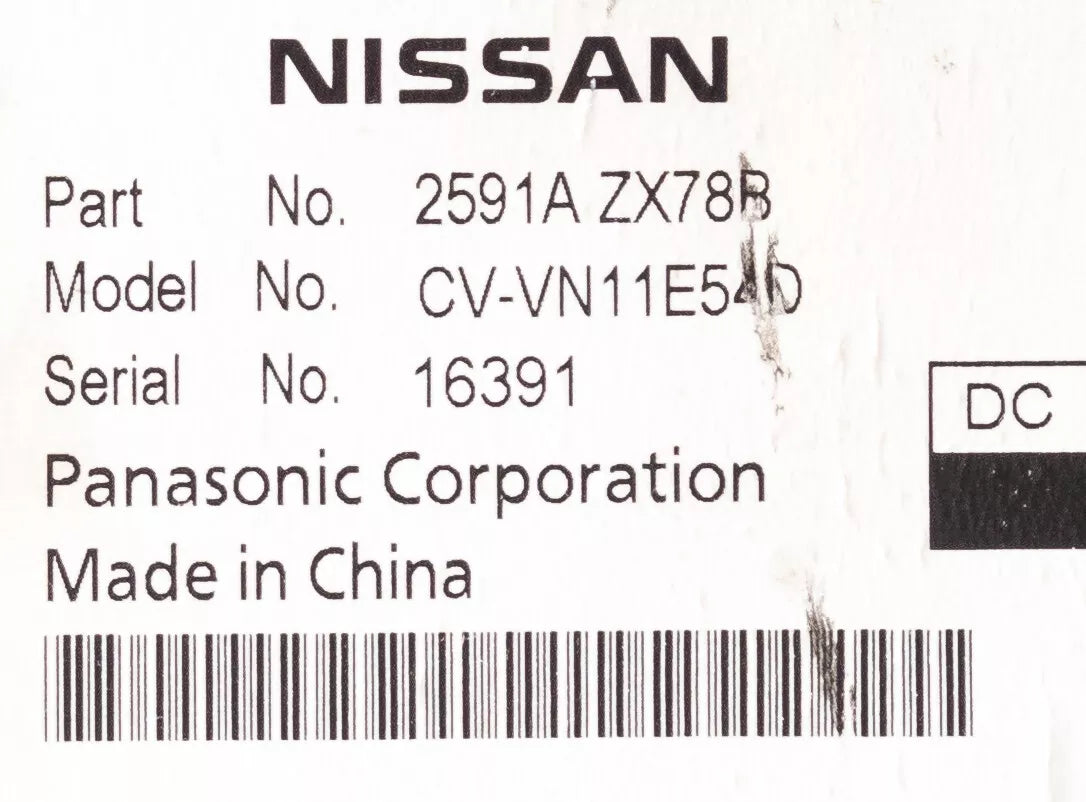 NISSAN
Part No. 2591A ZX78B
Model No. CV-VN11E54D
Serial No. 16391
DC
Panasonic Corporation
Made in China